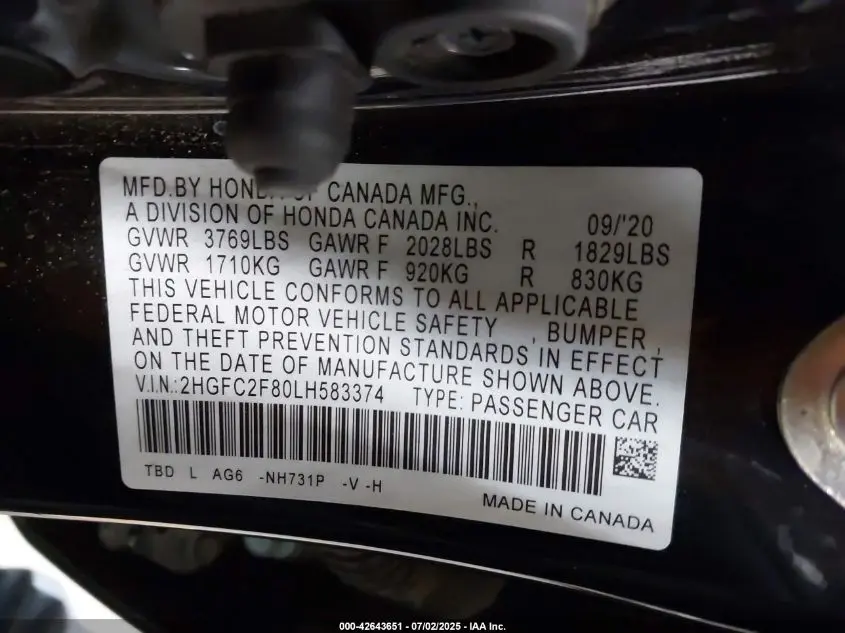 MFD.BY HONDA OF CANADA MFG.,
A DIVISION OF HONDA CANADA INC. 09/'20
GVWR 3769LBS GAWR F 2028LBS R 1829LBS
GVWR 1710KG GAWR F 920KG R 830KG
THIS VEHICLE CONFORMS TO ALL APPLICABLE
FEDERAL MOTOR VEHICLE SAFETY, BUMPER,
AND THEFT PREVENTION STANDARDS IN EFFECT
ON THE DATE OF MANUFACTURE SHOWN ABOVE.
V.I.N.:2HGFC2F80LH583374 TYPE: PASSENGER CAR
TBD L AG6 -NH731P -V -H
MADE IN CANADA
000-42643651 - 07/02/2025 - IAA Inc.